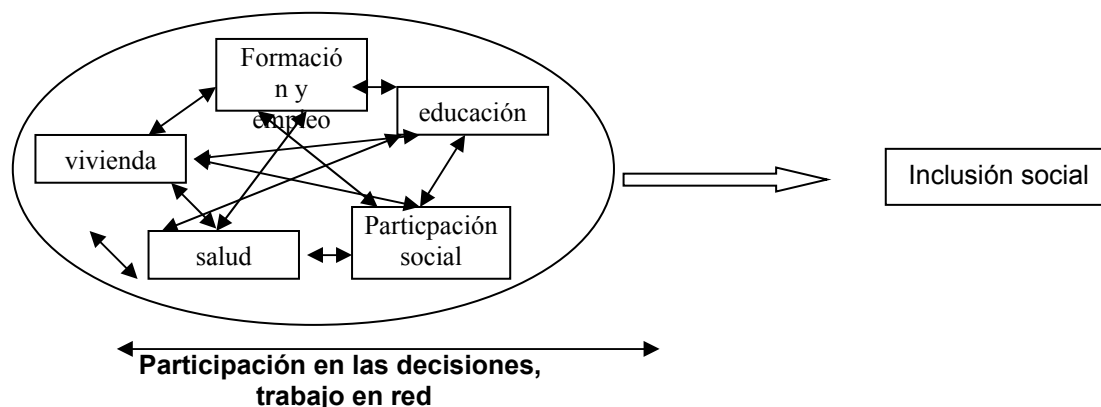 Formació
n y
empleo
educación
vivienda
Inclusión social
Particpación
social
salud
Participación en las decisiones,
trabajo en red